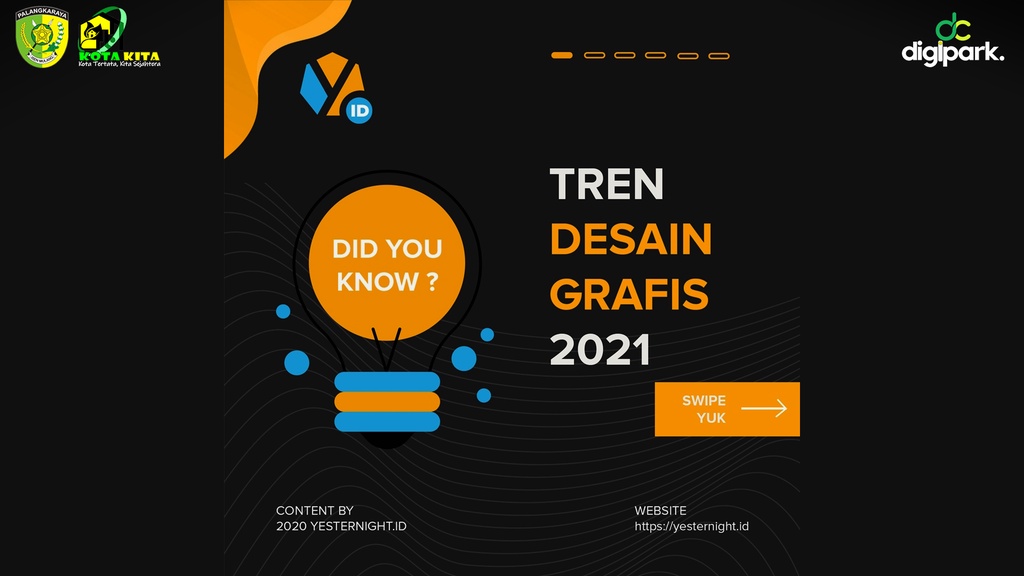 PALANGKARAYA
KOTA KITA
Kota Tertata, Kita Sejahtera
dc
digipark.
ID
TREN
DESAIN
GRAFIS
2021
DID YOU
KNOW ?
SWIPE
YUK
CONTENT BY
2020 YESTERNIGHT.ID
WEBSITE
https://yesternight.id